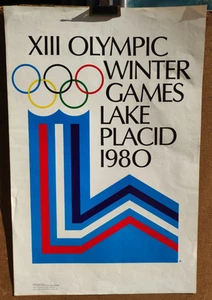 XIII OLYMPIC
WINTER
GAMES
LAKE
PLACID
1980